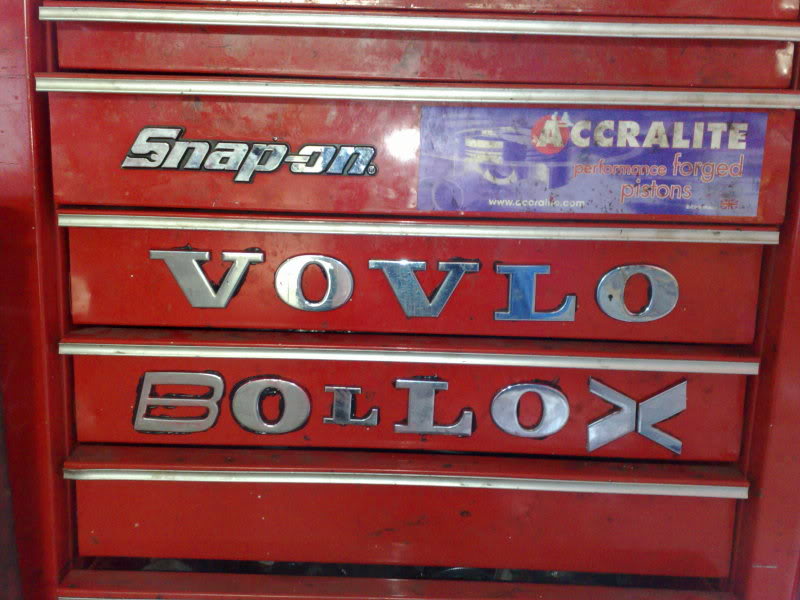 Snap-on®
ACCRALITE
performance forged
pistons
www.accralite.com
VOVLO
BOLLOX